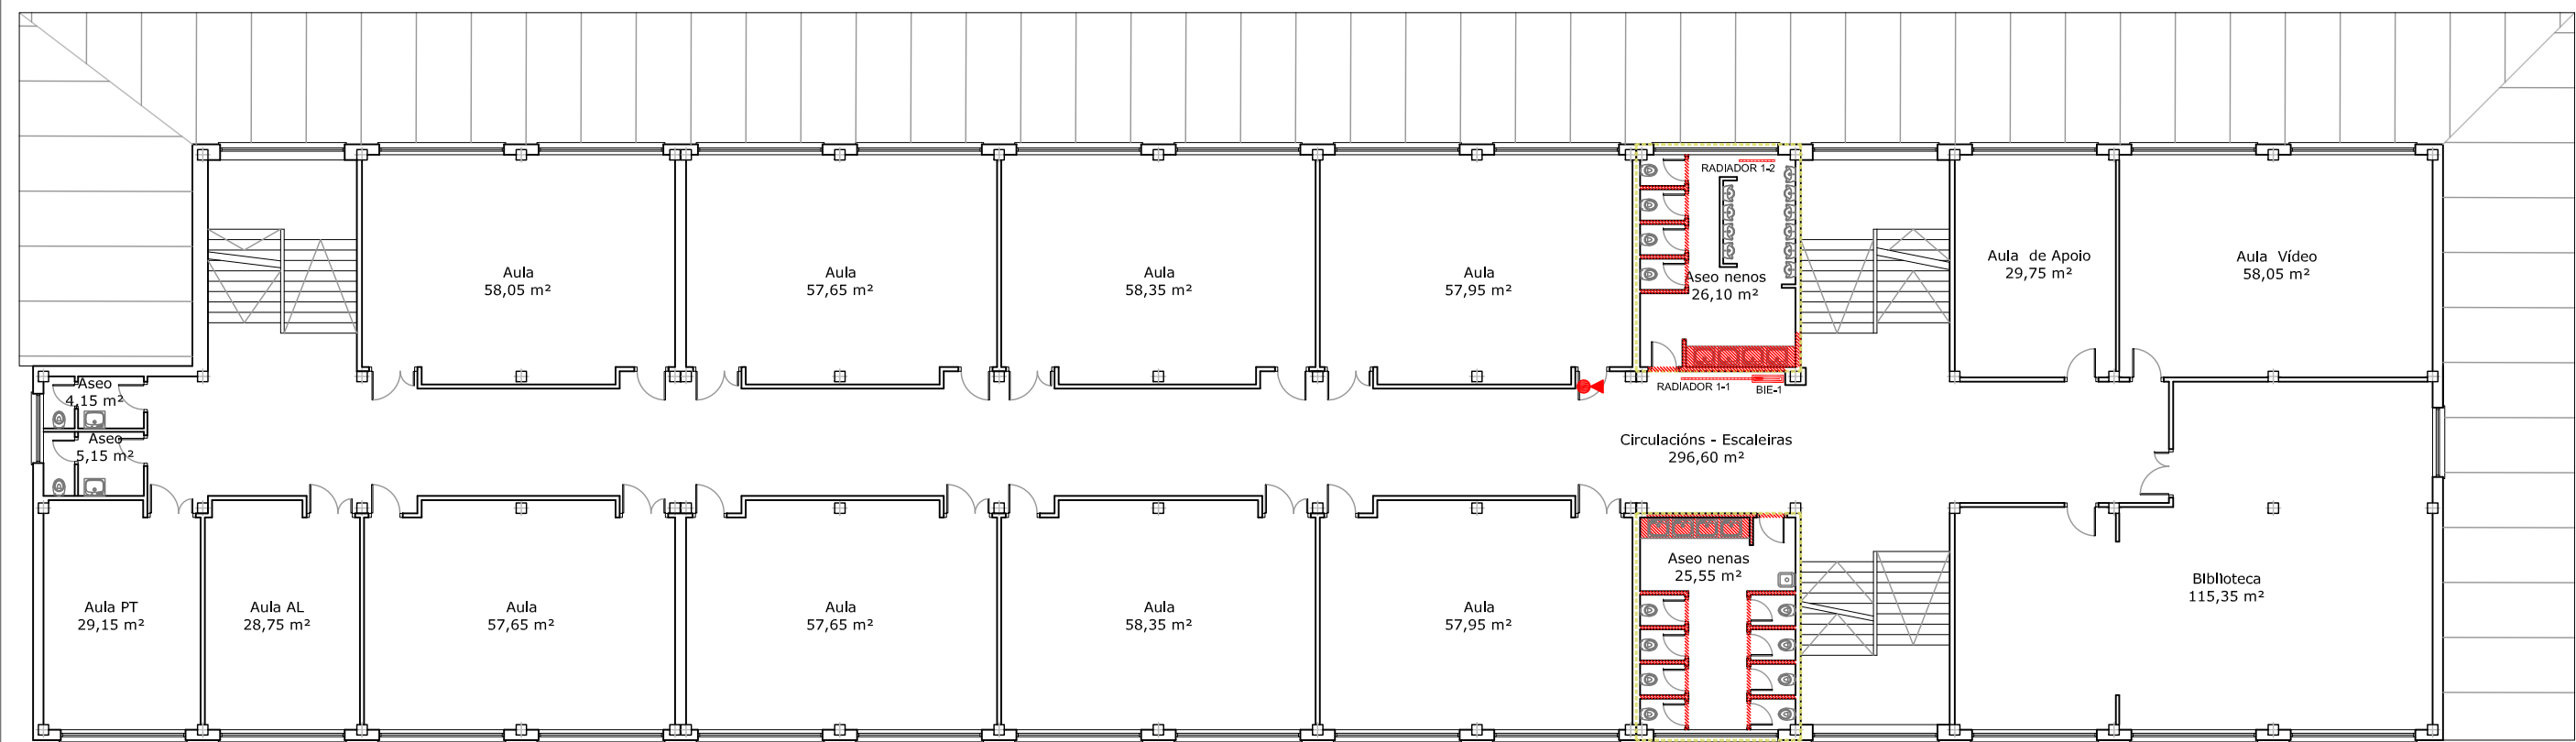 RADIADOR 1-2
Aula
58,05 m²
Aula
57,65 m²
Aula
58,35 m²
Aula
57,95 m²
Aseo nenos
26,10 m²
Aula  de Apoio
29,75 m²
Aula  Vídeo
58,05 m²
Aseo
4,15 m²
RADIADOR 1-1
BIE-1
Aseo
5,15 m²
Circulacións - Escaleiras
296,60 m²
Aula PT
29,15 m²
Aula AL
28,75 m²
Aula
57,65 m²
Aula
57,65 m²
Aula
58,35 m²
Aula
57,95 m²
Aseo nenas
25,55 m²
BIblioteca
115,35 m²